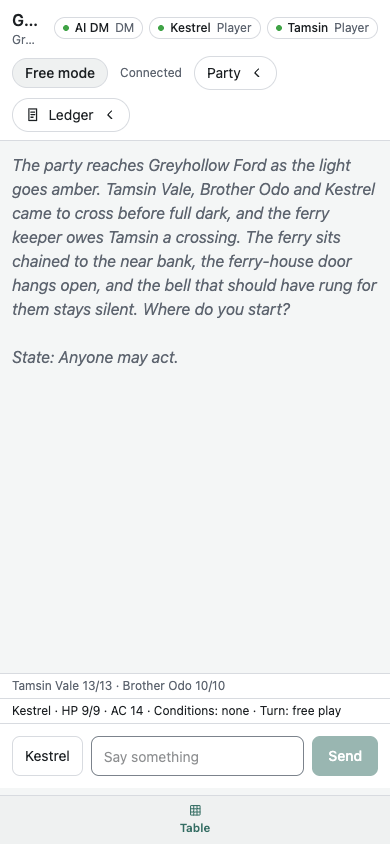 G...
Gr...
AI DM DM
Kestrel Player
Tamsin Player
Free mode
Connected
Party
Ledger
The party reaches Greyhollow Ford as the light
goes amber. Tamsin Vale, Brother Odo and Kestrel
came to cross before full dark, and the ferry
keeper owes Tamsin a crossing. The ferry sits
chained to the near bank, the ferry-house door
hangs open, and the bell that should have rung for
them stays silent. Where do you start?
State: Anyone may act.
Tamsin Vale 13/13 · Brother Odo 10/10
Kestrel · HP 9/9 · AC 14 · Conditions: none · Turn: free play
Kestrel
Say something
Send
Table